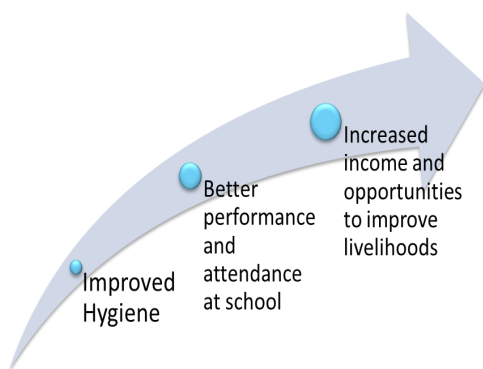 Improved
Hygiene
Better
performance
and
attendance
at school
Increased
income and
opportunities
to improve
livelihoods